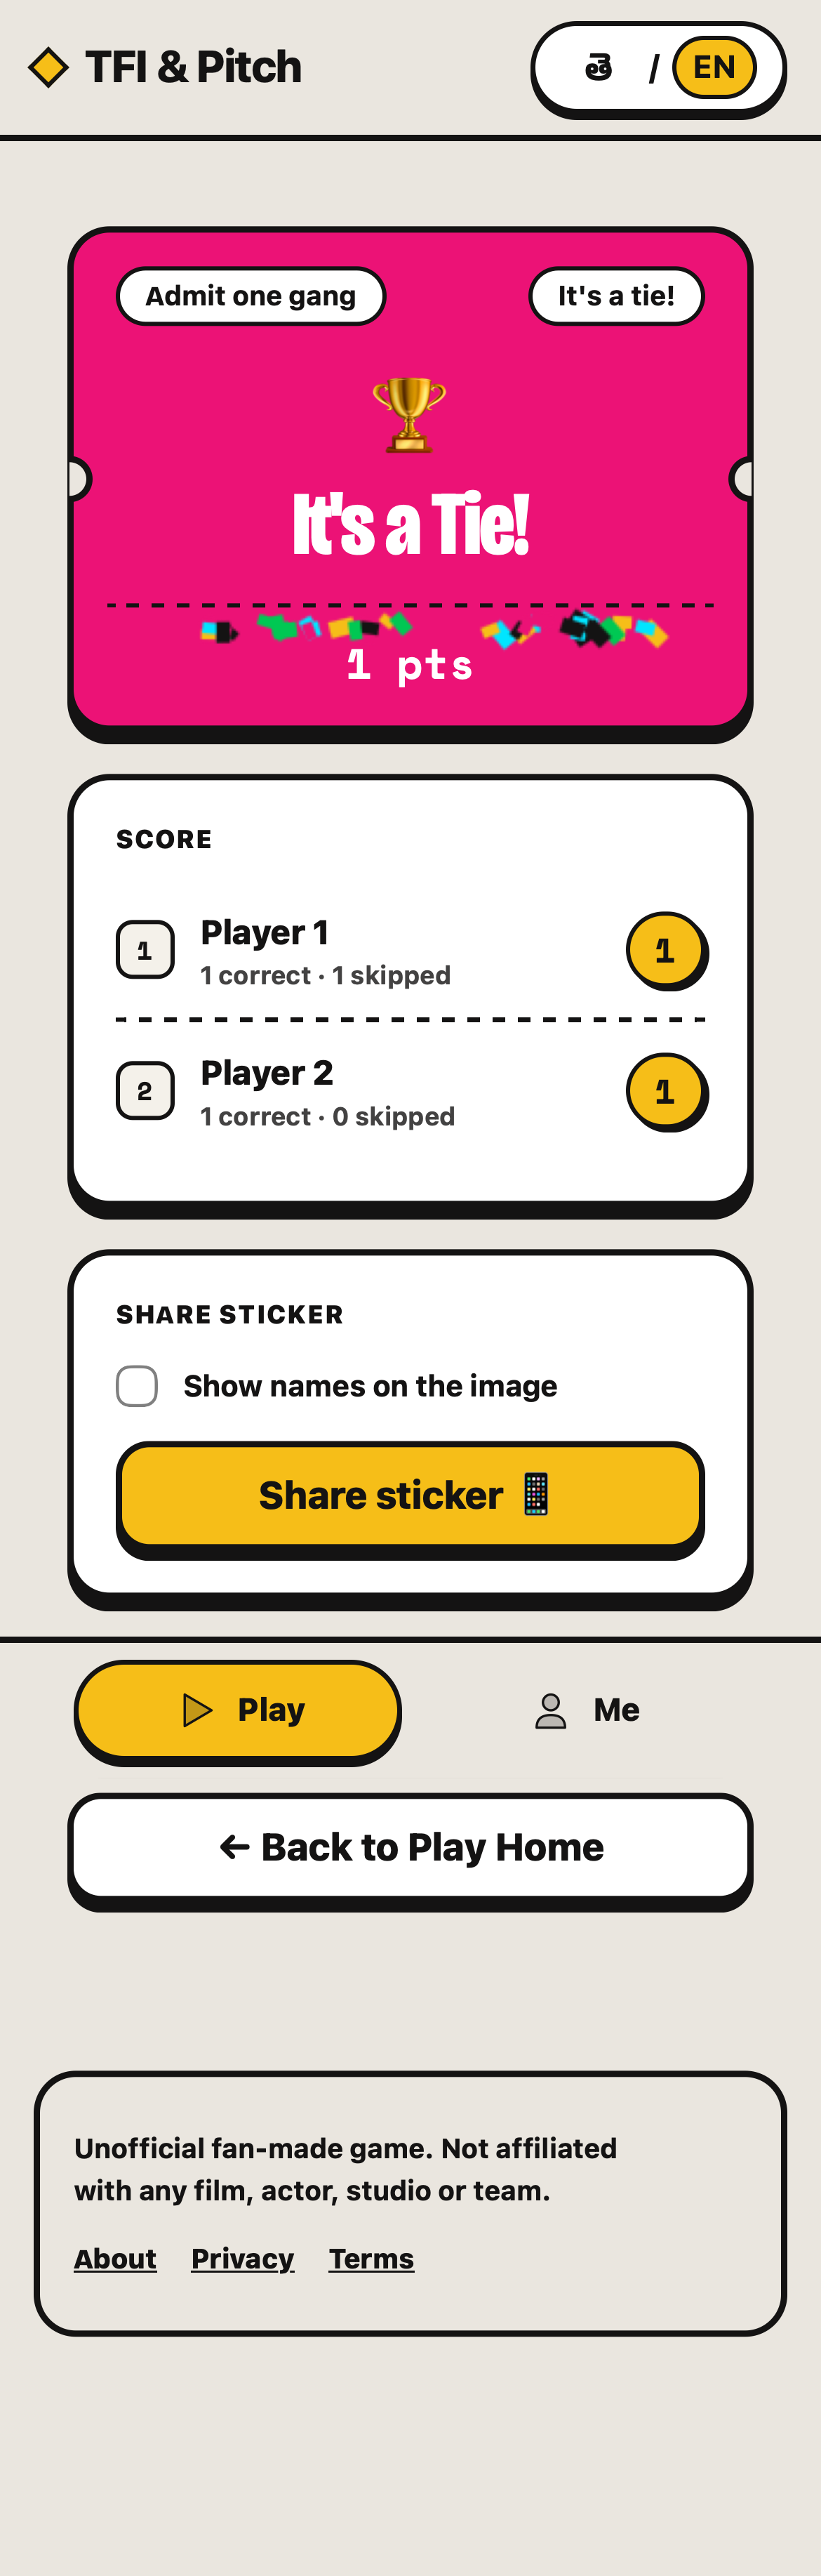 TFI & Pitch
తె / EN
Admit one gang
It's a tie!
It's a Tie!
1 pts
SCORE
1
Player 1
1 correct · 1 skipped
1
2
Player 2
1 correct · 0 skipped
1
SHARE STICKER
Show names on the image
Share sticker
Play
Me
← Back to Play Home
Unofficial fan-made game. Not affiliated
with any film, actor, studio or team.
About Privacy Terms